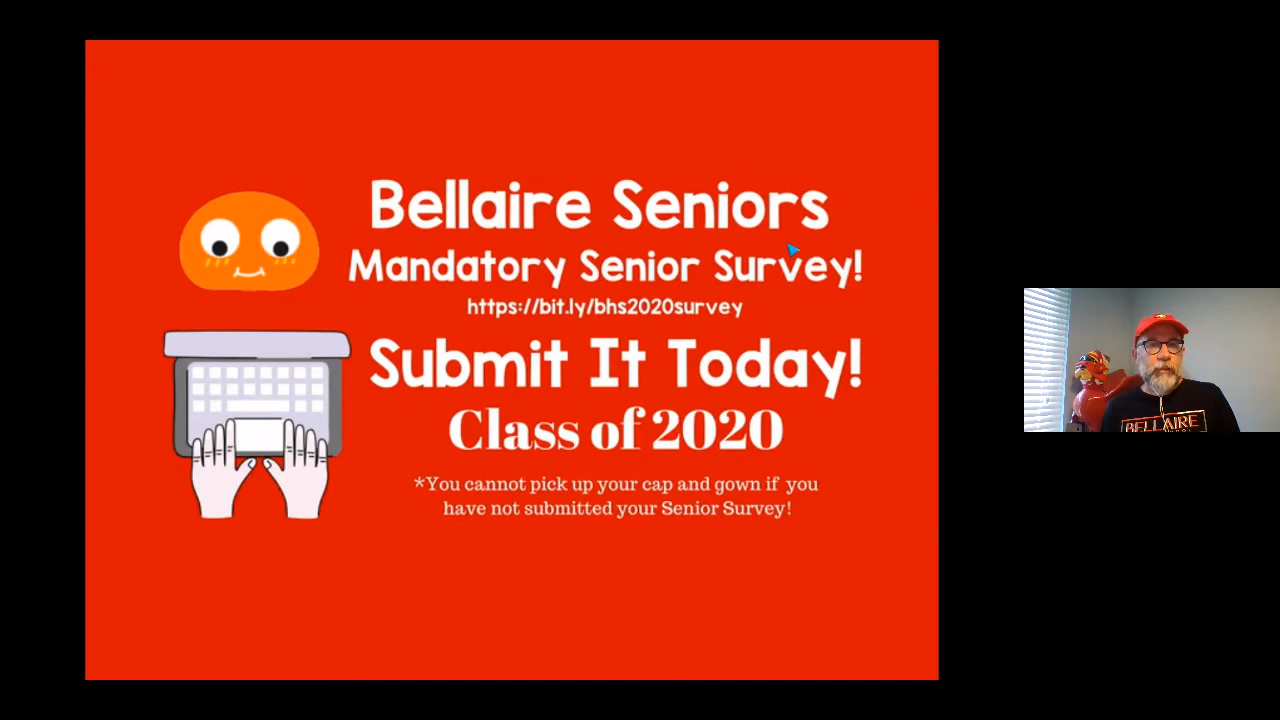 Bellaire Seniors
Mandatory Senior Survey!
https://bit.ly/bhs2020survey
Submit It Today!
Class of 2020
*You cannot pick up your cap and gown if you
have not submitted your Senior Survey!
BELLAIRE